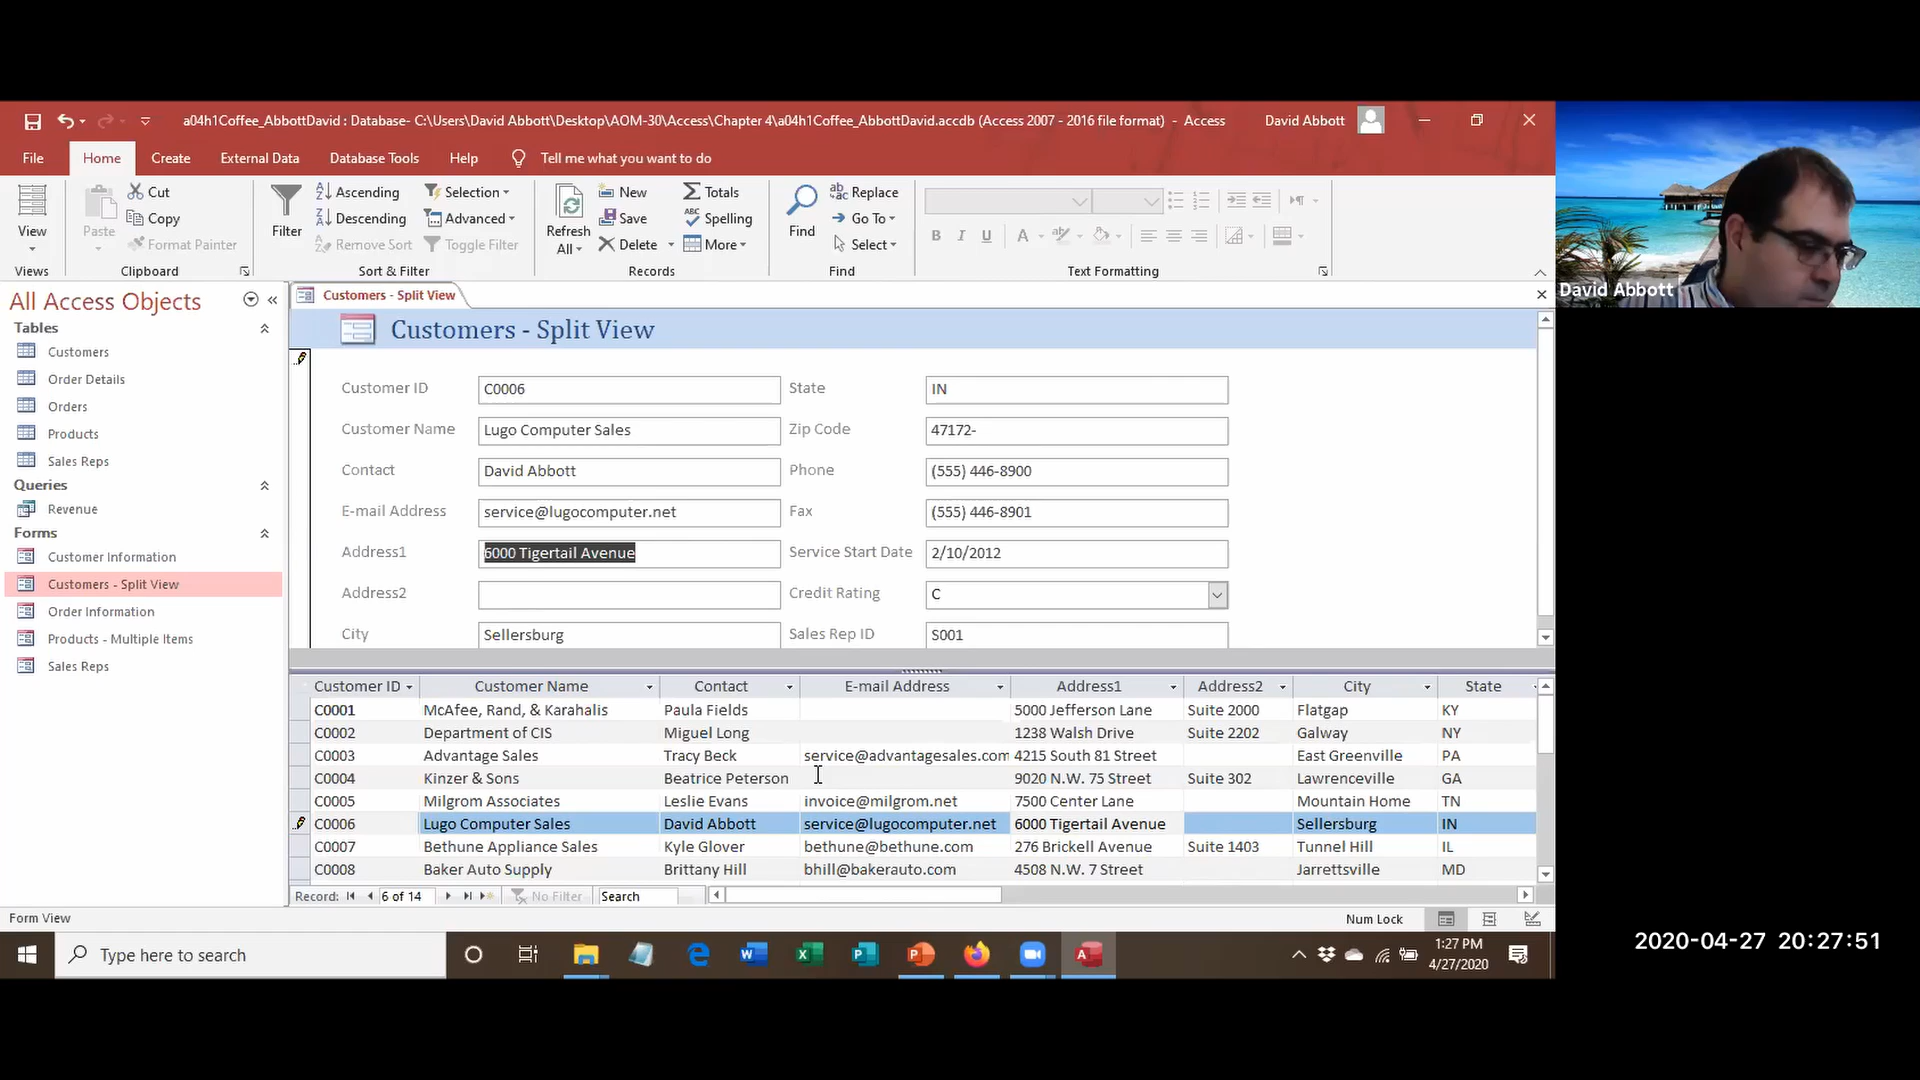 a04h1Coffee_AbbottDavid : Database- C:\Users\David Abbott\Desktop\AOM-30\Access\Chapter 4\a04h1Coffee_AbbottDavid.accdb (Access 2007 - 2016 file format) - Access David Abbott
File Home Create External Data Database Tools Help Tell me what you want to do
View Paste Cut Copy Format Painter Filter Ascending Descending Remove Sort Selection Advanced Toggle Filter Refresh All New Save Delete Totals Spelling More Find Replace Go To Select
Views Clipboard Sort & Filter Records Find Text Formatting
David Abbott
All Access Objects
Tables
Customers
Order Details
Orders
Products
Sales Reps
Queries
Revenue
Forms
Customer Information
Customers - Split View
Order Information
Products - Multiple Items
Sales Reps
Customers - Split View
Customers - Split View
Customer ID C0006 State IN
Customer Name Lugo Computer Sales Zip Code 47172-
Contact David Abbott Phone (555) 446-8900
E-mail Address service@lugocomputer.net Fax (555) 446-8901
Address1 6000 Tigertail Avenue Service Start Date 2/10/2012
Address2 Credit Rating C
City Sellersburg Sales Rep ID S001
Customer ID Customer Name Contact E-mail Address Address1 Address2 City State
C0001 McAfee, Rand, & Karahalis Paula Fields 5000 Jefferson Lane Suite 2000 Flatgap KY
C0002 Department of CIS Miguel Long 1238 Walsh Drive Suite 2202 Galway NY
C0003 Advantage Sales Tracy Beck service@advantagesales.com 4215 South 81 Street East Greenville PA
C0004 Kinzer & Sons Beatrice Peterson 9020 N.W. 75 Street Suite 302 Lawrenceville GA
C0005 Milgrom Associates Leslie Evans invoice@milgrom.net 7500 Center Lane Mountain Home TN
C0006 Lugo Computer Sales David Abbott service@lugocomputer.net 6000 Tigertail Avenue Sellersburg IN
C0007 Bethune Appliance Sales Kyle Glover bethune@bethune.com 276 Brickell Avenue Suite 1403 Tunnel Hill IL
C0008 Baker Auto Supply Brittany Hill bhill@bakerauto.com 4508 N.W. 7 Street Jarrettsville MD
Record: 6 of 14 No Filter Search
Form View Num Lock
Type here to search
1:27 PM
4/27/2020
2020-04-27 20:27:51